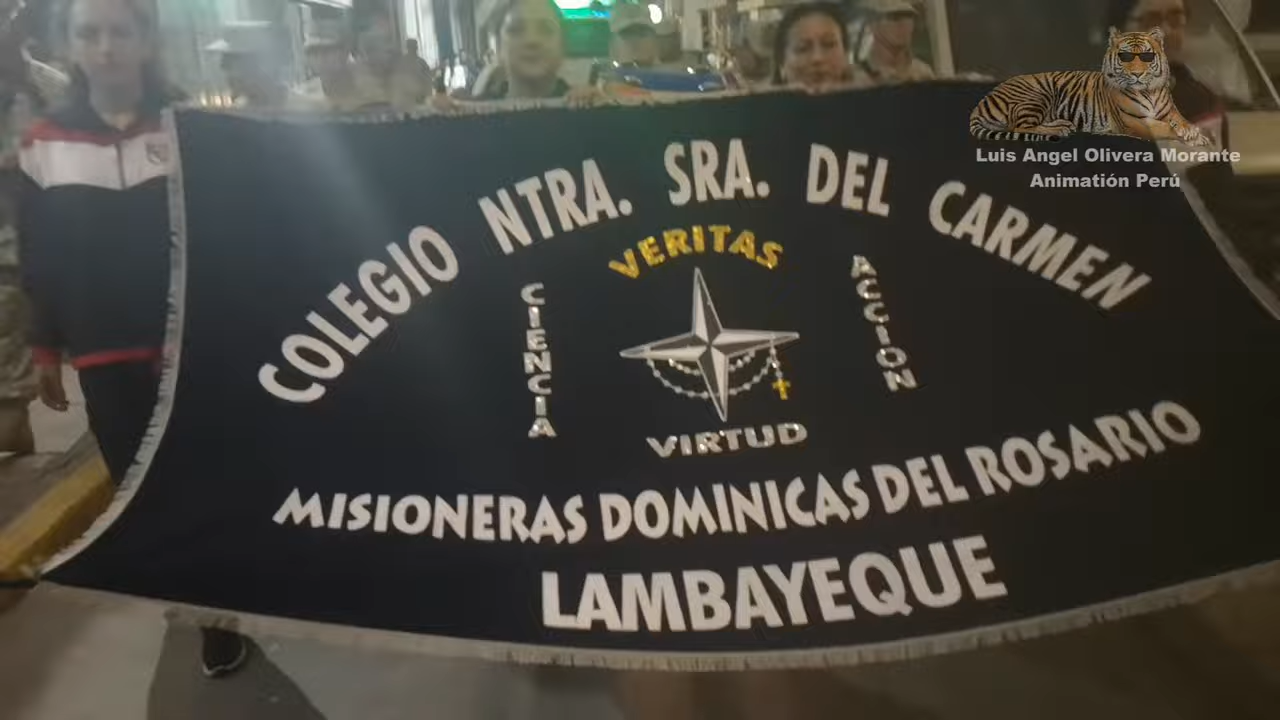 COLEGIO NTRA. SRA. DEL CARMEN
VERITAS
CIENCIA
ACCION
VIRTUD
MISIONERAS DOMINICAS DEL ROSARIO
LAMBAYEQUE
Luis Angel Olivera Morante
Animatión Perú